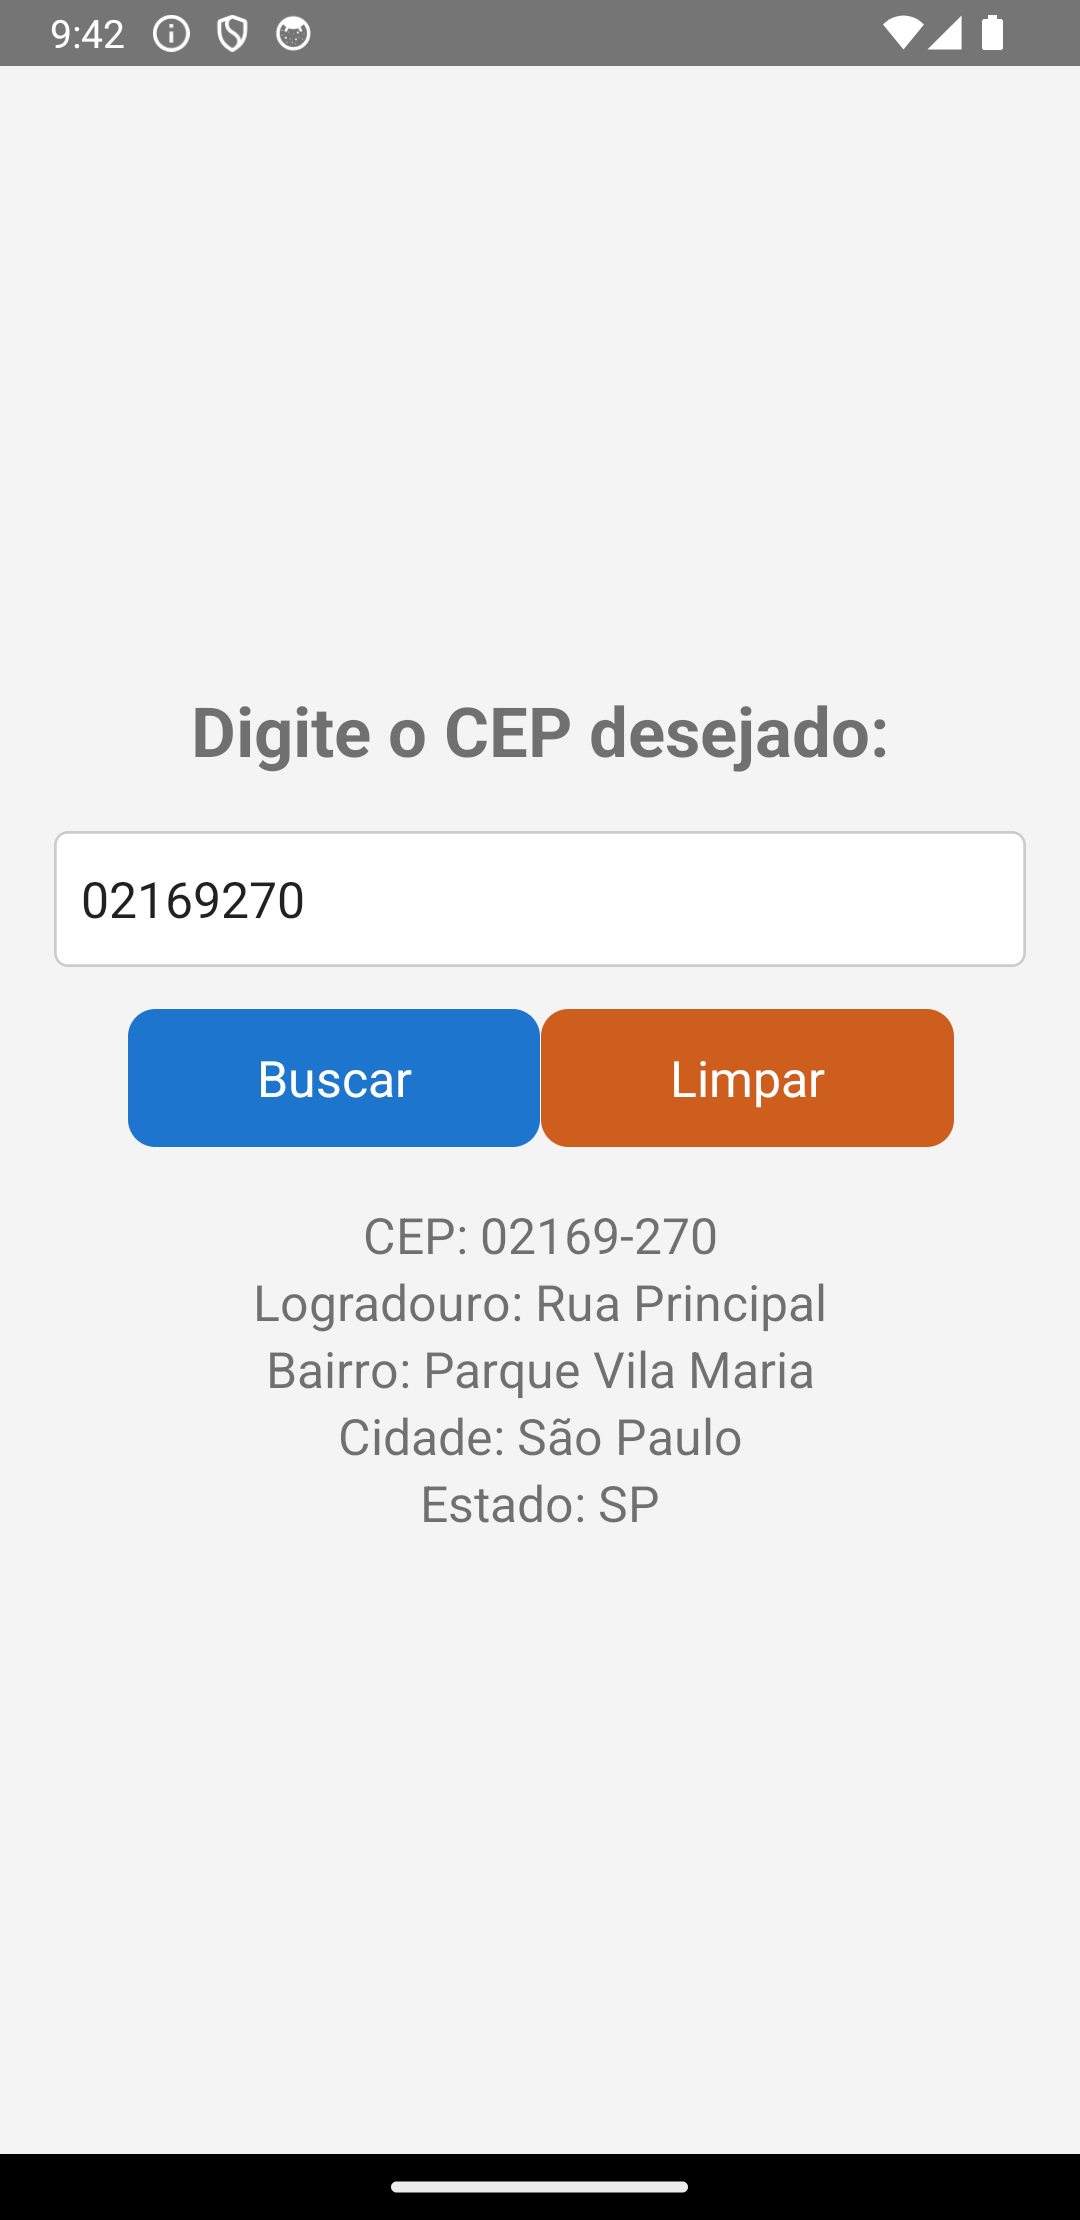 9:42
Digite o CEP desejado:
02169270
Buscar Limpar
CEP: 02169-270
Logradouro: Rua Principal
Bairro: Parque Vila Maria
Cidade: São Paulo
Estado: SP